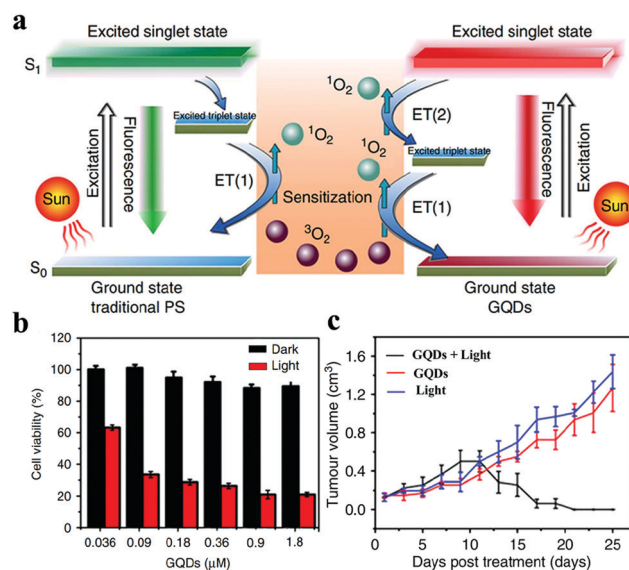 a
Excited singlet state
Excited singlet state
S1
¹O2
¹O2
ET(2)
Excited triplet state
Excited triplet state
¹O2
Excitation
Fluorescence
ET(1)
Sensitization
ET(1)
Fluorescence
Excitation
Sun
Sun
³O2
S0
Ground state
traditional PS
Ground state
GQDs
b
Dark
Light
Cell viability (%)
120
100
80
60
40
20
0
0.036
0.09
0.18
0.36
0.9
1.8
GQDs (μM)
c
GQDs + Light
GQDs
Light
Tumour volume (cm³)
1.6
1.2
0.8
0.4
0.0
0
5
10
15
20
25
Days post treatment (days)